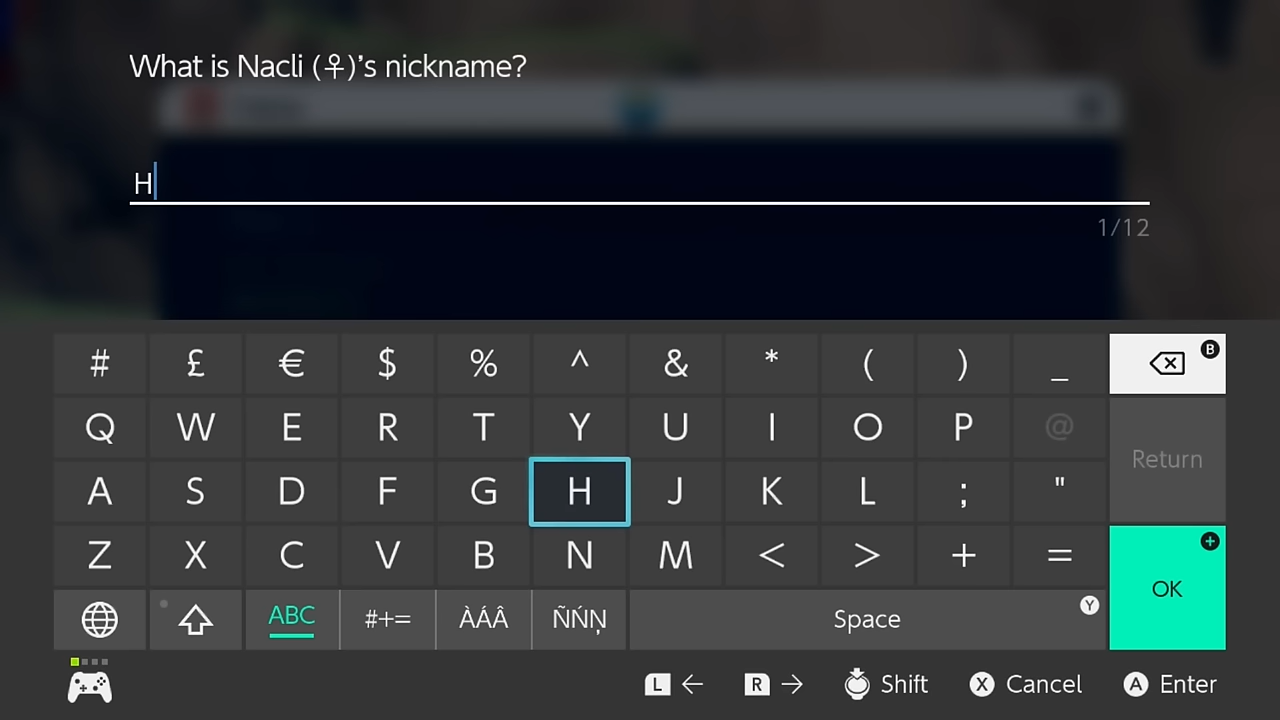 What is Nacli (♀)'s nickname?
H
1/12
# £ € $ % ^ & * ( ) _ B
Q W E R T Y U I O P @ Return
A S D F G H J K L ; "
Z X C V B N M < > + = OK +
ABC #+= ÀÁÂ ÑŃŅ Space Y
L ← R → Shift X Cancel A Enter